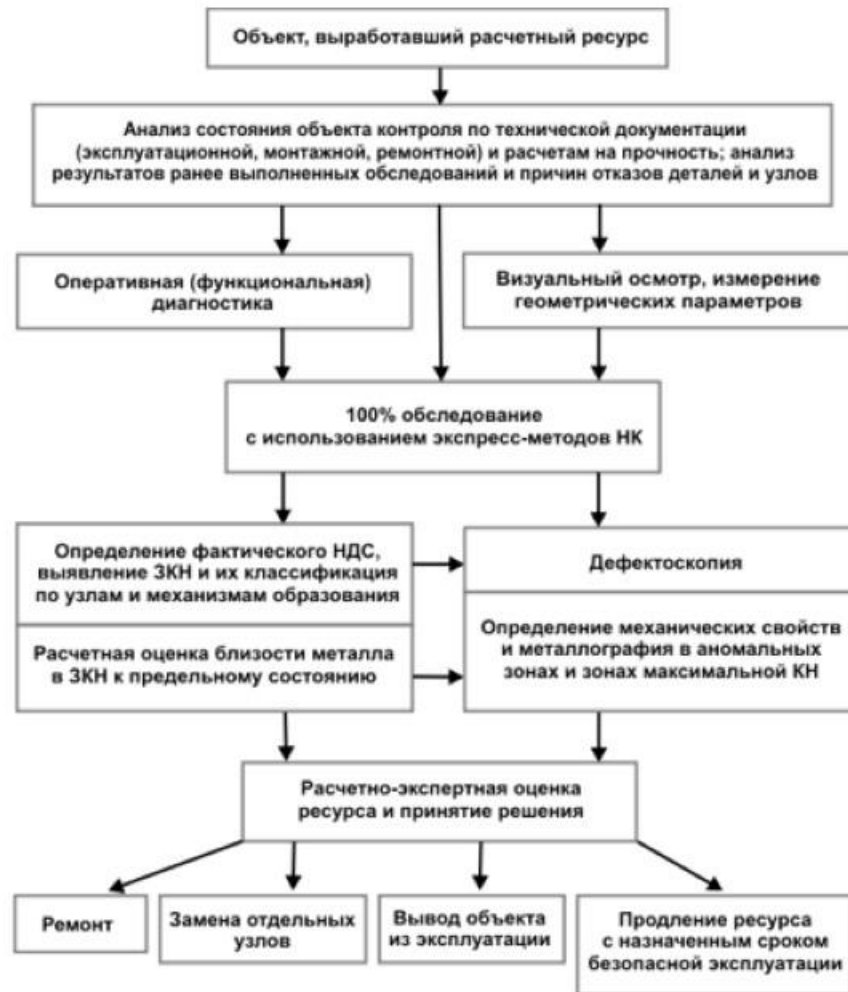 Объект, выработавший расчетный ресурс
Анализ состояния объекта контроля по технической документации
(эксплуатационной, монтажной, ремонтной) и расчетам на прочность; анализ
результатов ранее выполненных обследований и причин отказов деталей и узлов
Оперативная (функциональная)
диагностика
Визуальный осмотр, измерение
геометрических параметров
100% обследование
с использованием экспресс-методов НК
Определение фактического НДС,
выявление ЗКН и их классификация
по узлам и механизмам образования
Дефектоскопия
Расчетная оценка близости металла
в ЗКН к предельному состоянию
Определение механических свойств
и металлография в аномальных
зонах и зонах максимальной КН
Расчетно-экспертная оценка
ресурса и принятие решения
Ремонт
Замена отдельных
узлов
Вывод объекта
из эксплуатации
Продление ресурса
с назначенным сроком
безопасной эксплуатации